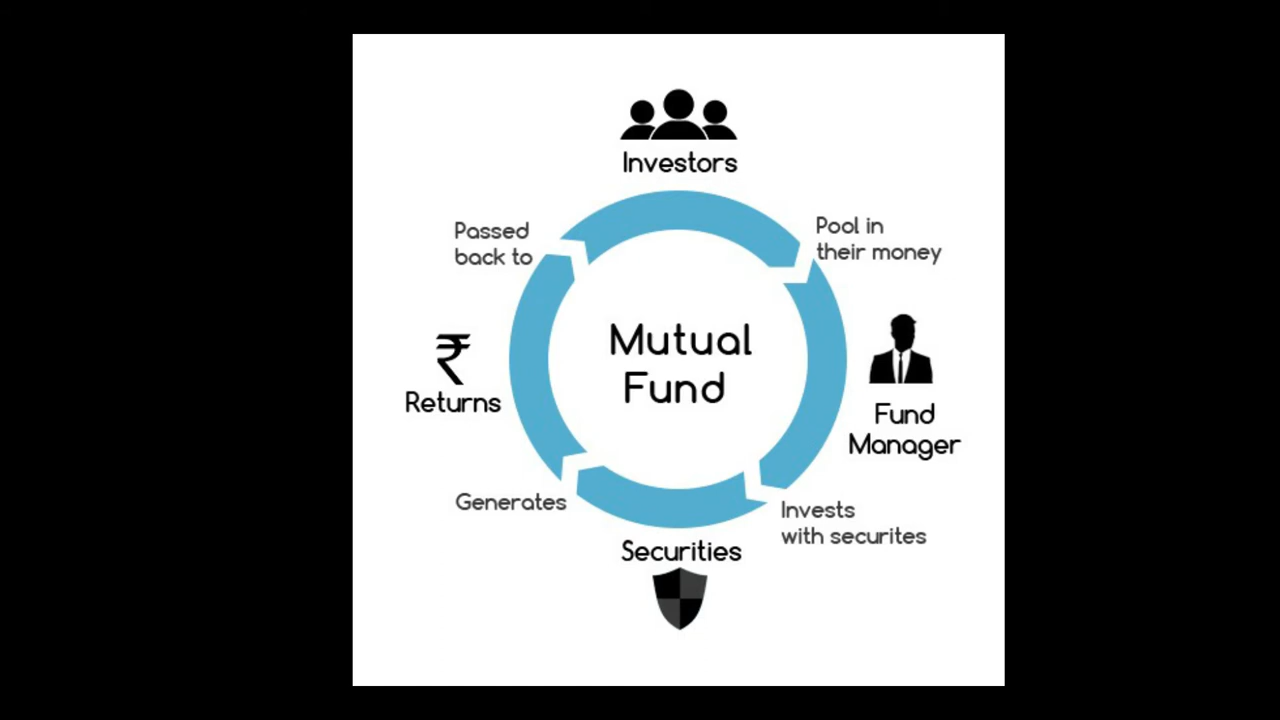 Investors
Passed
back to
Pool in
their money
Mutual
Fund
₹
Returns
Fund
Manager
Generates
Invests
with securites
Securities